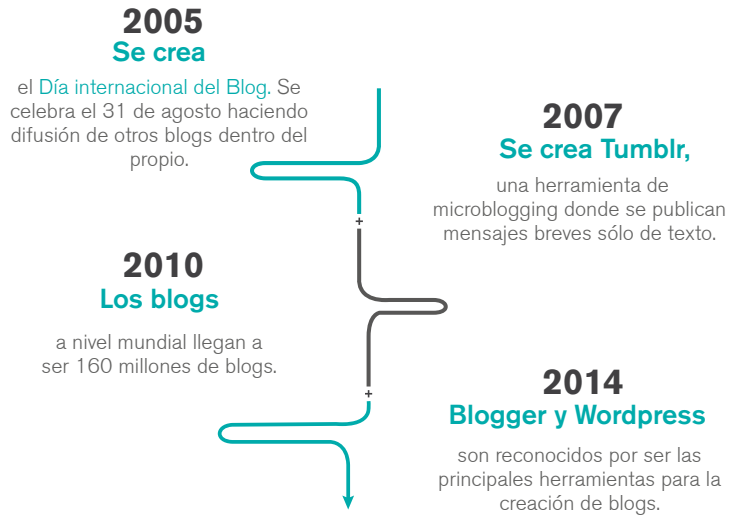 2005
Se crea
el Día internacional del Blog. Se
celebra el 31 de agosto haciendo
difusión de otros blogs dentro del
propio.
2007
Se crea Tumblr,
una herramienta de
microblogging donde se publican
mensajes breves sólo de texto.
2010
Los blogs
a nivel mundial llegan a
ser 160 millones de blogs.
2014
Blogger y Wordpress
son reconocidos por ser las
principales herramientas para la
creación de blogs.